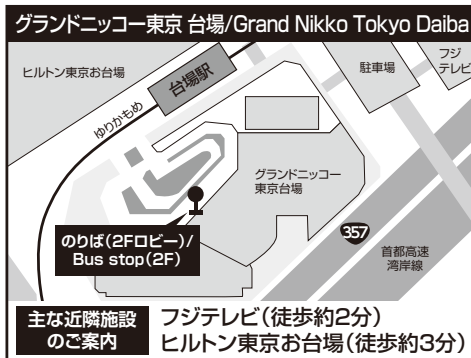 グランドニッコー東京 台場/Grand Nikko Tokyo Daiba
ヒルトン東京お台場
台場駅
駐車場
フジ
テレビ
ゆりかもめ
グランドニッコー
東京台場
のりば(2Fロビー)/
Bus stop(2F)
357
首都高速
湾岸線
主な近隣施設
のご案内
フジテレビ(徒歩約2分)
ヒルトン東京お台場(徒歩約3分)